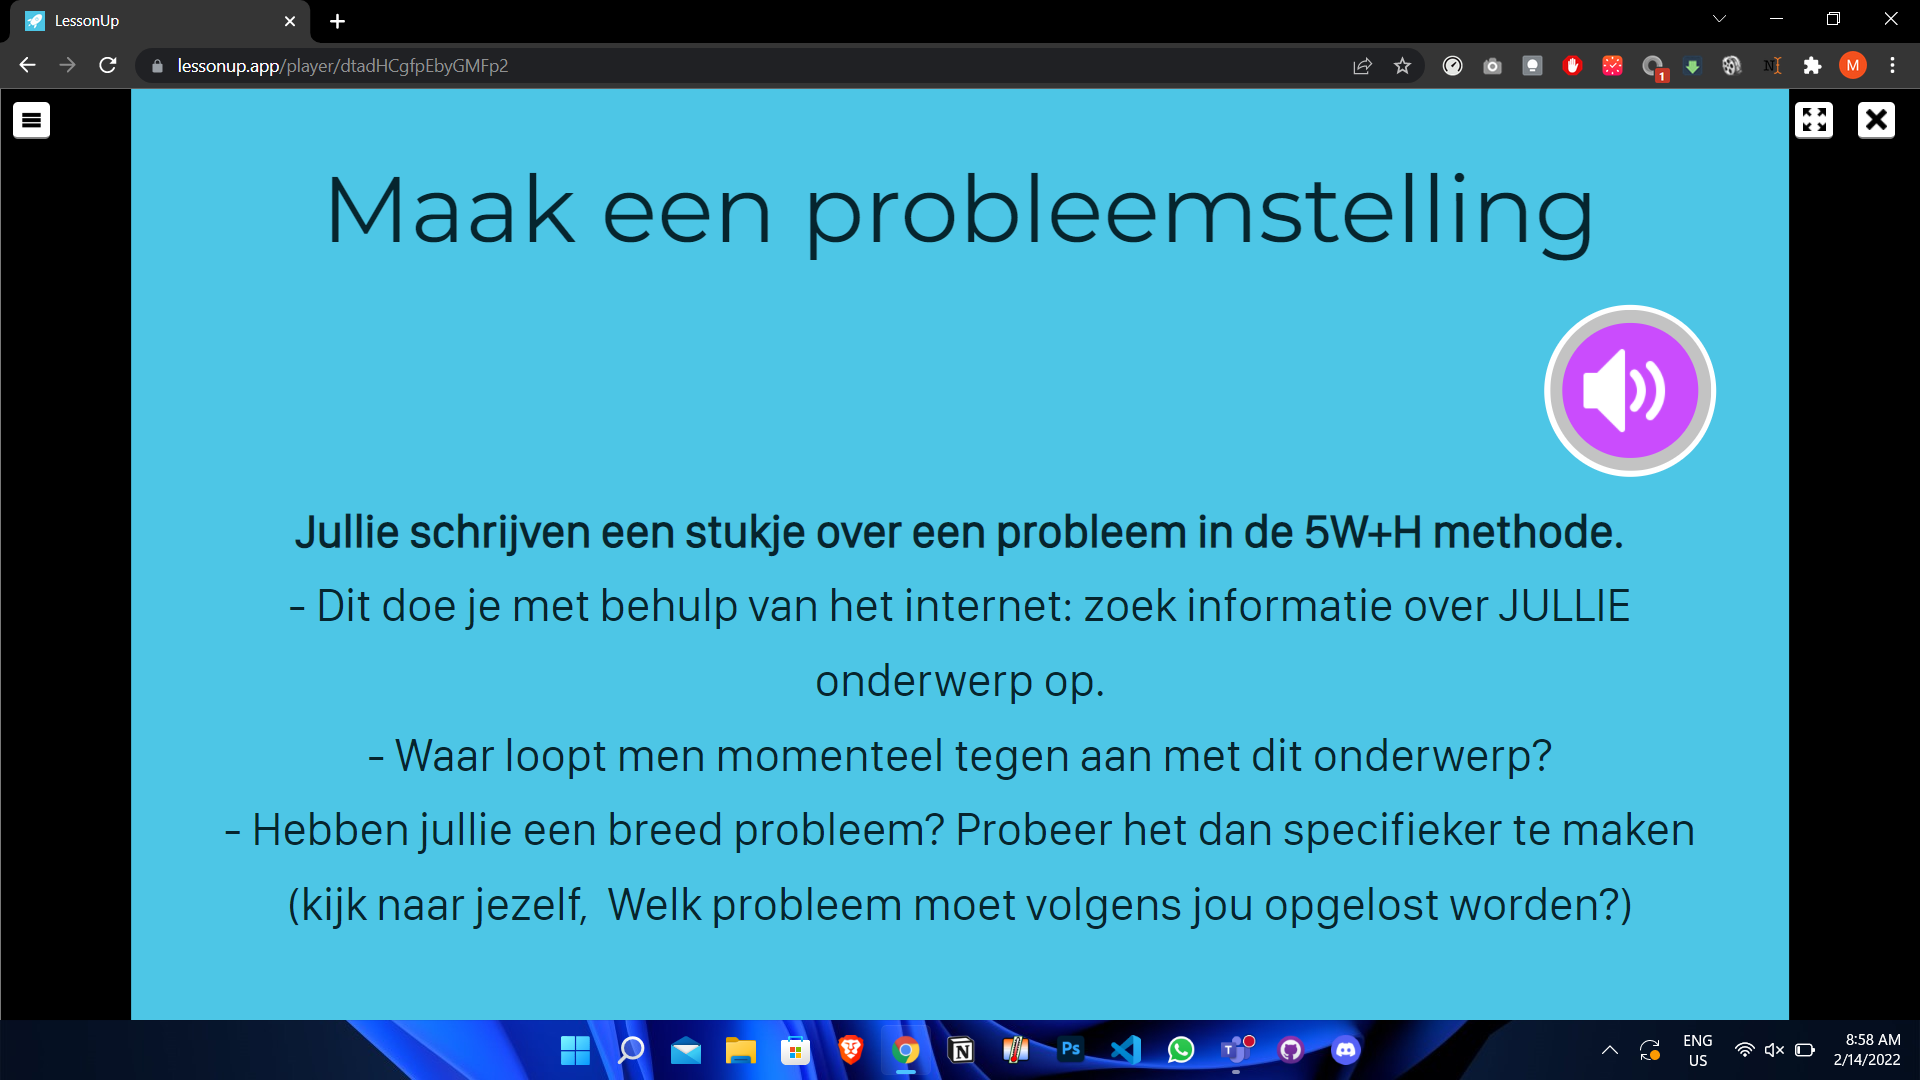 LessonUp
lessonup.app/player/dtadHCgfpEbyGMFp2
1
M
Maak een probleemstelling
Jullie schrijven een stukje over een probleem in de 5W+H methode.
- Dit doe je met behulp van het internet: zoek informatie over JULLIE
onderwerp op.
- Waar loopt men momenteel tegen aan met dit onderwerp?
- Hebben jullie een breed probleem? Probeer het dan specifieker te maken
(kijk naar jezelf,  Welk probleem moet volgens jou opgelost worden?)
Ps
ENG
US
8:58 AM
2/14/2022